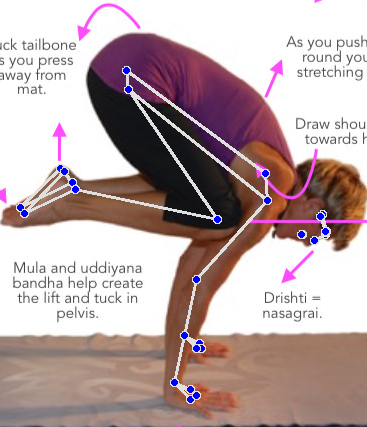 uck tailbone
s you press
away from
mat.
As you push
round you
stretching
Draw shou
towards h
Mula and uddiyana
bandha help create
the lift and tuck in
pelvis.
Drishti =
nasagrai.